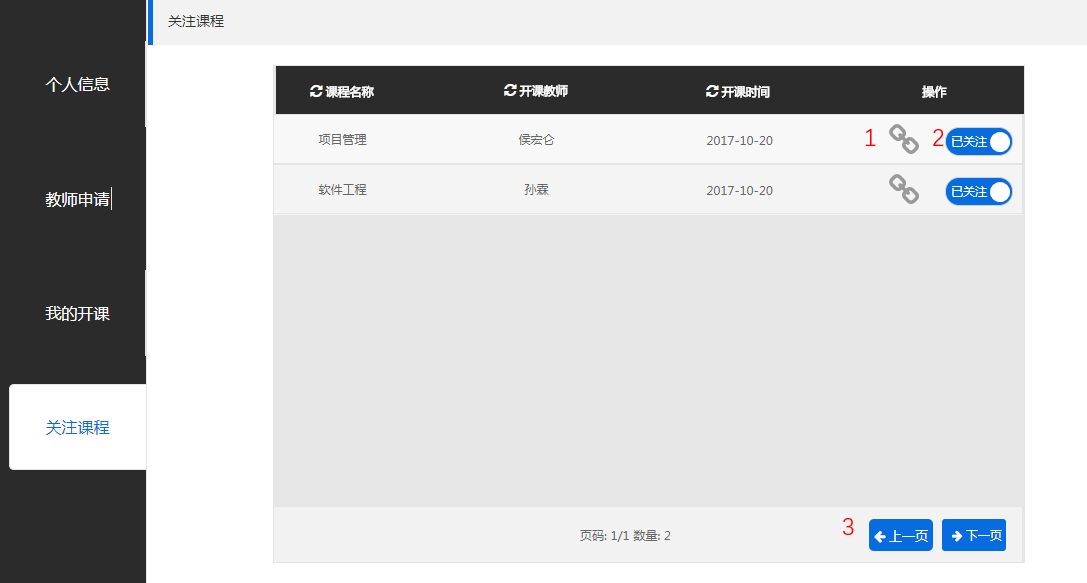 关注课程
个人信息
教师申请
我的开课
关注课程
课程名称 开课教师 开课时间 操作
项目管理 侯宏仑 2017-10-20 1 2 已关注
软件工程 孙霖 2017-10-20 已关注
页码: 1/1 数量: 2 3 上一页 下一页